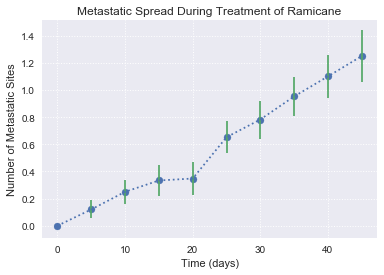 Metastatic Spread During Treatment of Ramicane
Number of Metastatic Sites
1.4
1.2
1.0
0.8
0.6
0.4
0.2
0.0
0 10 20 30 40
Time (days)